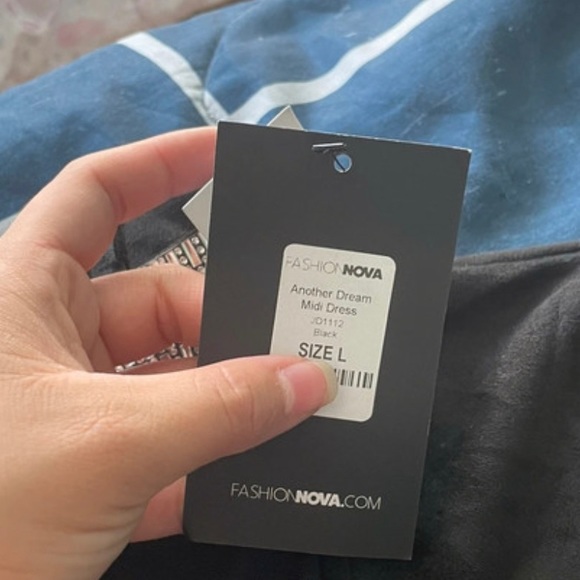 FASHIONNOVA
Another Dream
Midi Dress
JD1112
Black
SIZE L
FASHIONNOVA.COM